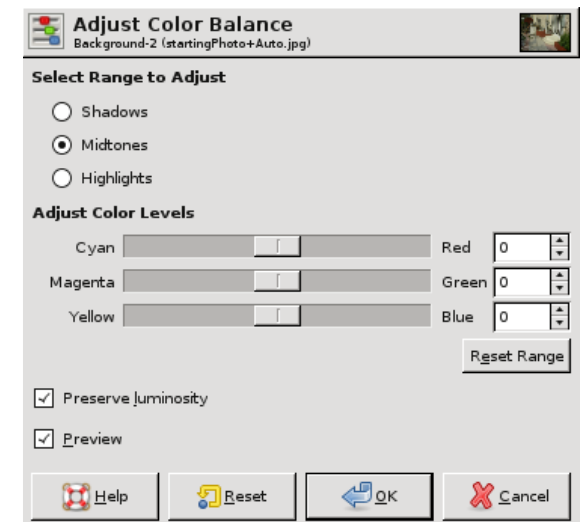 Adjust Color Balance
Background-2 (startingPhoto+Auto.jpg)
Select Range to Adjust
Shadows
Midtones
Highlights
Adjust Color Levels
Cyan Red 0
Magenta Green 0
Yellow Blue 0
Reset Range
Preserve luminosity
Preview
Help Reset OK Cancel